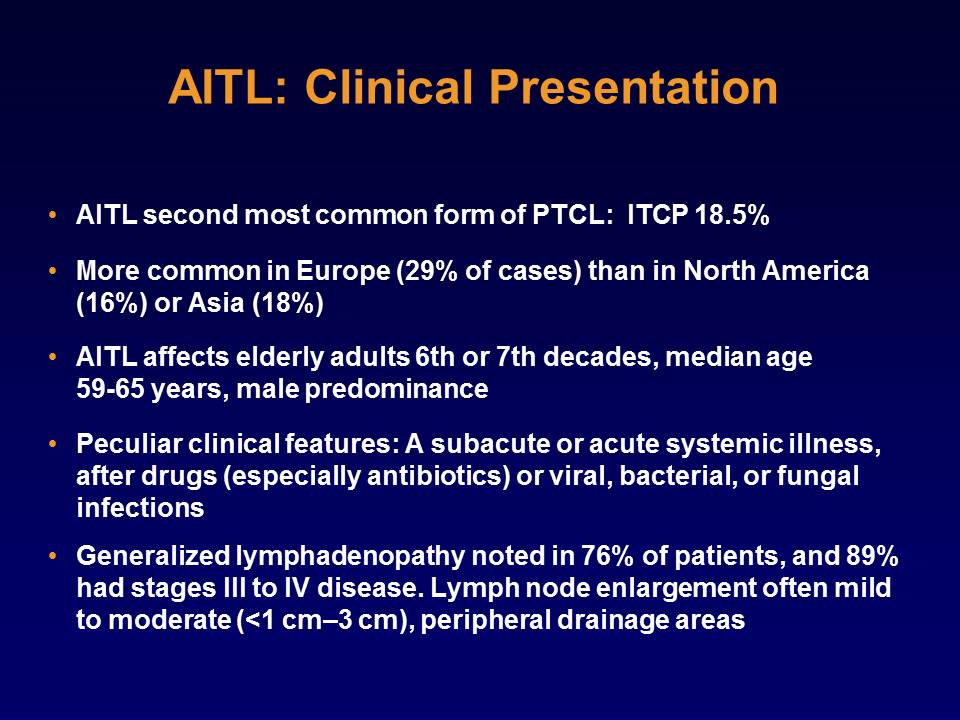 AITL: Clinical Presentation
• AITL second most common form of PTCL: ITCP 18.5%
• More common in Europe (29% of cases) than in North America
(16%) or Asia (18%)
• AITL affects elderly adults 6th or 7th decades, median age
59-65 years, male predominance
• Peculiar clinical features: A subacute or acute systemic illness,
after drugs (especially antibiotics) or viral, bacterial, or fungal
infections
• Generalized lymphadenopathy noted in 76% of patients, and 89%
had stages III to IV disease. Lymph node enlargement often mild
to moderate (<1 cm–3 cm), peripheral drainage areas